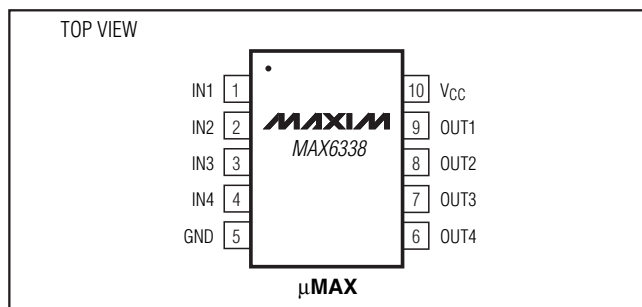 TOP VIEW
IN1 1 10 VCC
IN2 2 MAXIM 9 OUT1
IN3 3 MAX6338 8 OUT2
IN4 4 7 OUT3
GND 5 6 OUT4
μMAX